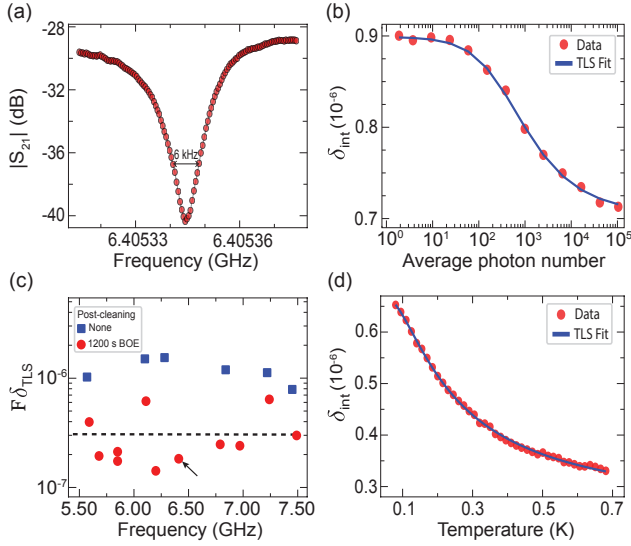 (a)
-28
-32
-36
-40
|S21| (dB)
6 kHz
6.40533
6.40536
Frequency (GHz)
(b)
0.9
0.8
0.7
δint (10-6)
Data
TLS Fit
100 101 102 103 104 105
Average photon number
(c)
Post-cleaning
None
1200 s BOE
10-6
10-7
F δTLS
5.50 6.00 6.50 7.00 7.50
Frequency (GHz)
(d)
0.6
0.5
0.4
0.3
δint (10-6)
Data
TLS Fit
0.1 0.3 0.5 0.7
Temperature (K)